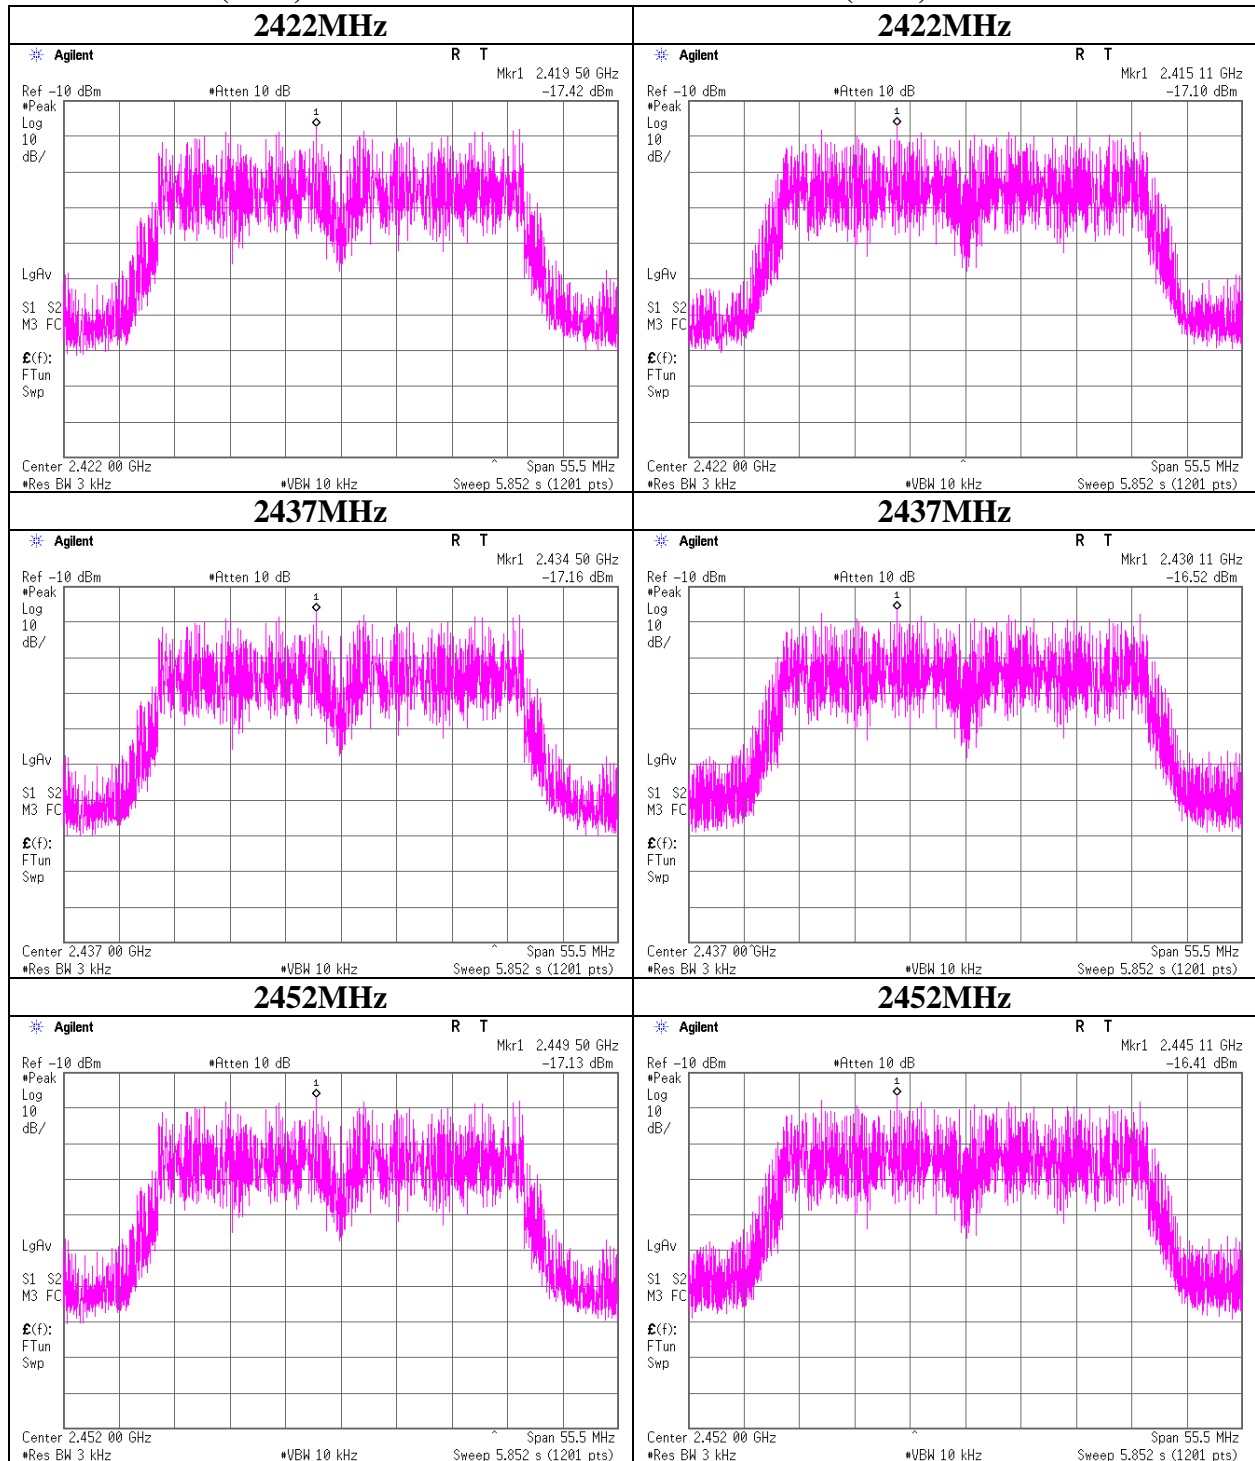 2422MHz 2422MHz
Agilent R T
Mkr1 2.419 50 GHz
Ref -10 dBm #Atten 10 dB -17.42 dBm
#Peak
Log
10
dB/
1
LgAv
S1 S2
M3 FC
£(f):
FTun
Swp
Center 2.422 00 GHz Span 55.5 MHz
#Res BW 3 kHz #VBW 10 kHz Sweep 5.852 s (1201 pts)
Agilent R T
Mkr1 2.415 11 GHz
Ref -10 dBm #Atten 10 dB -17.10 dBm
#Peak
Log
10
dB/
1
LgAv
S1 S2
M3 FC
£(f):
FTun
Swp
Center 2.422 00 GHz Span 55.5 MHz
#Res BW 3 kHz #VBW 10 kHz Sweep 5.852 s (1201 pts)
2437MHz 2437MHz
Agilent R T
Mkr1 2.434 50 GHz
Ref -10 dBm #Atten 10 dB -17.16 dBm
#Peak
Log
10
dB/
1
LgAv
S1 S2
M3 FC
£(f):
FTun
Swp
Center 2.437 00 GHz Span 55.5 MHz
#Res BW 3 kHz #VBW 10 kHz Sweep 5.852 s (1201 pts)
Agilent R T
Mkr1 2.430 11 GHz
Ref -10 dBm #Atten 10 dB -16.52 dBm
#Peak
Log
10
dB/
1
LgAv
S1 S2
M3 FC
£(f):
FTun
Swp
Center 2.437 00 GHz Span 55.5 MHz
#Res BW 3 kHz #VBW 10 kHz Sweep 5.852 s (1201 pts)
2452MHz 2452MHz
Agilent R T
Mkr1 2.449 50 GHz
Ref -10 dBm #Atten 10 dB -17.13 dBm
#Peak
Log
10
dB/
1
LgAv
S1 S2
M3 FC
£(f):
FTun
Swp
Center 2.452 00 GHz Span 55.5 MHz
#Res BW 3 kHz #VBW 10 kHz Sweep 5.852 s (1201 pts)
Agilent R T
Mkr1 2.445 11 GHz
Ref -10 dBm #Atten 10 dB -16.41 dBm
#Peak
Log
10
dB/
1
LgAv
S1 S2
M3 FC
£(f):
FTun
Swp
Center 2.452 00 GHz Span 55.5 MHz
#Res BW 3 kHz #VBW 10 kHz Sweep 5.852 s (1201 pts)